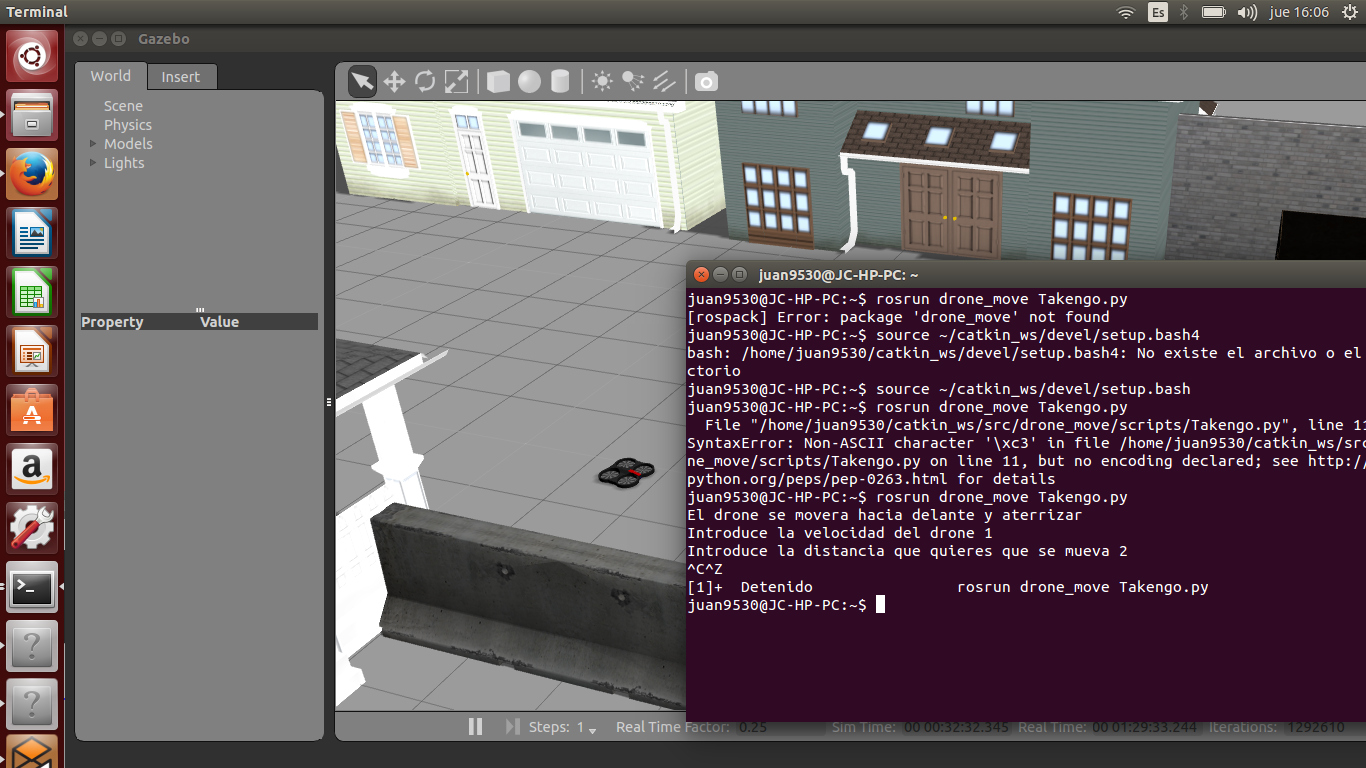 Terminal
Es
jue 16:06
Gazebo
World
Insert
Scene
Physics
Models
Lights
Property
Value
juan9530@JC-HP-PC: ~
juan9530@JC-HP-PC:~$ rosrun drone_move Takengo.py
[rospack] Error: package 'drone_move' not found
juan9530@JC-HP-PC:~$ source ~/catkin_ws/devel/setup.bash4
bash: /home/juan9530/catkin_ws/devel/setup.bash4: No existe el archivo o el
ctorio
juan9530@JC-HP-PC:~$ source ~/catkin_ws/devel/setup.bash
juan9530@JC-HP-PC:~$ rosrun drone_move Takengo.py
File "/home/juan9530/catkin_ws/src/drone_move/scripts/Takengo.py", line 11
SyntaxError: Non-ASCII character '\xc3' in file /home/juan9530/catkin_ws/src
ne_move/scripts/Takengo.py on line 11, but no encoding declared; see http:/
python.org/peps/pep-0263.html for details
juan9530@JC-HP-PC:~$ rosrun drone_move Takengo.py
El drone se movera hacia delante y aterrizar
Introduce la velocidad del drone 1
Introduce la distancia que quieres que se mueva 2
^C^Z
[1]+  Detenido                rosrun drone_move Takengo.py
juan9530@JC-HP-PC:~$
Steps: 1
Real Time Factor: 0.25
Sim Time: 00 00:32:32.345
Real Time: 00 01:29:33.244
Iterations: 1292610